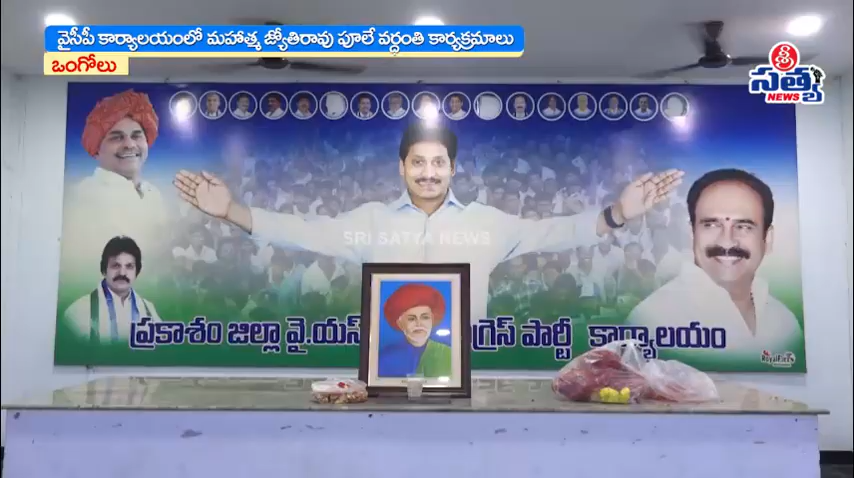 వైసీపీ కార్యాలయంలో మహాత్మ జ్యోతిరావు పూలే వర్ధంతి కార్యక్రమాలు
ఒంగోలు
శ్రీ
సత్య
NEWS
SRI SATYA NEWS
ప్రకాశం జిల్లా వై.యస్ గ్రెస్ పార్టీ కార్యాలయం